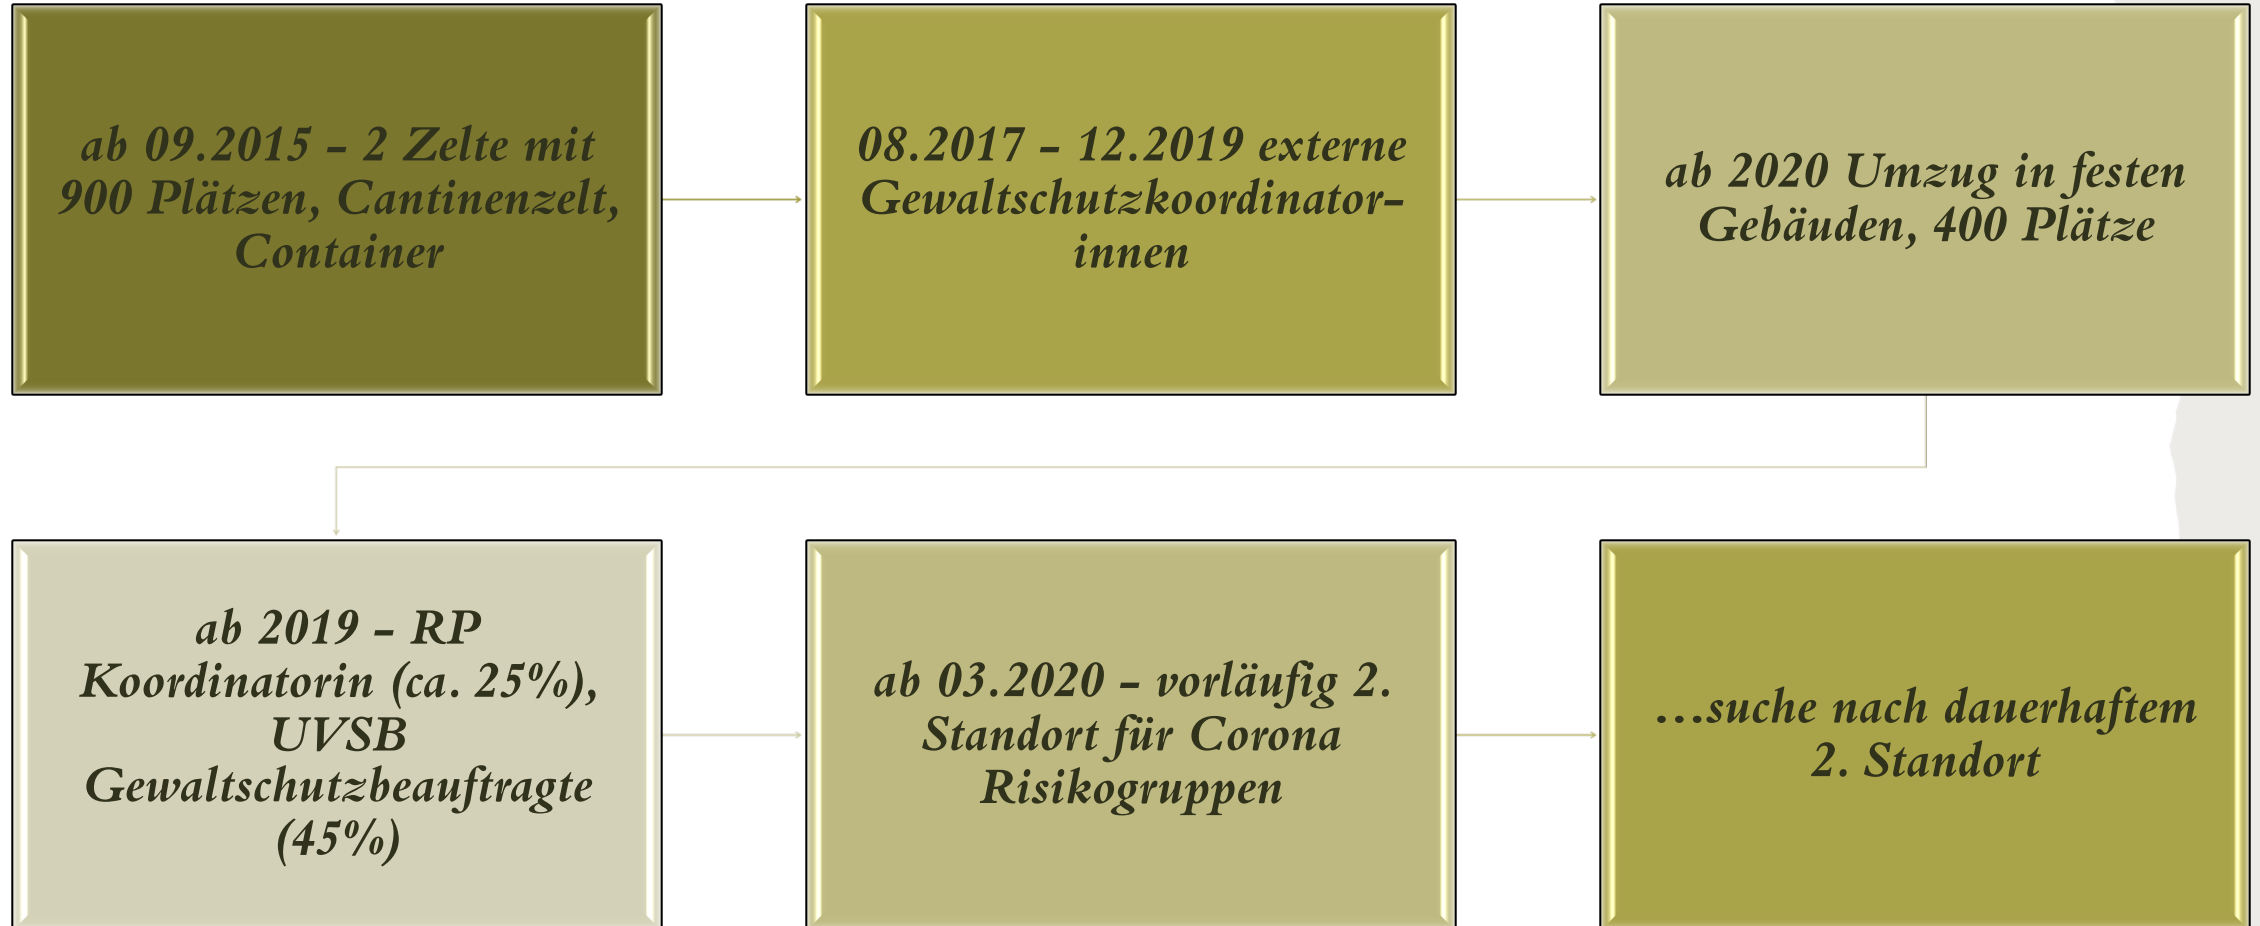 ab 09.2015 – 2 Zelte mit
900 Plätzen, Cantinenzelt,
Container
08.2017 – 12.2019 externe
Gewaltschutzkoordinator-
innen
ab 2020 Umzug in festen
Gebäuden, 400 Plätze
ab 2019 – RP
Koordinatorin (ca. 25%),
UVSB
Gewaltschutzbeauftragte
(45%)
ab 03.2020 – vorläufig 2.
Standort für Corona
Risikogruppen
…suche nach dauerhaftem
2. Standort